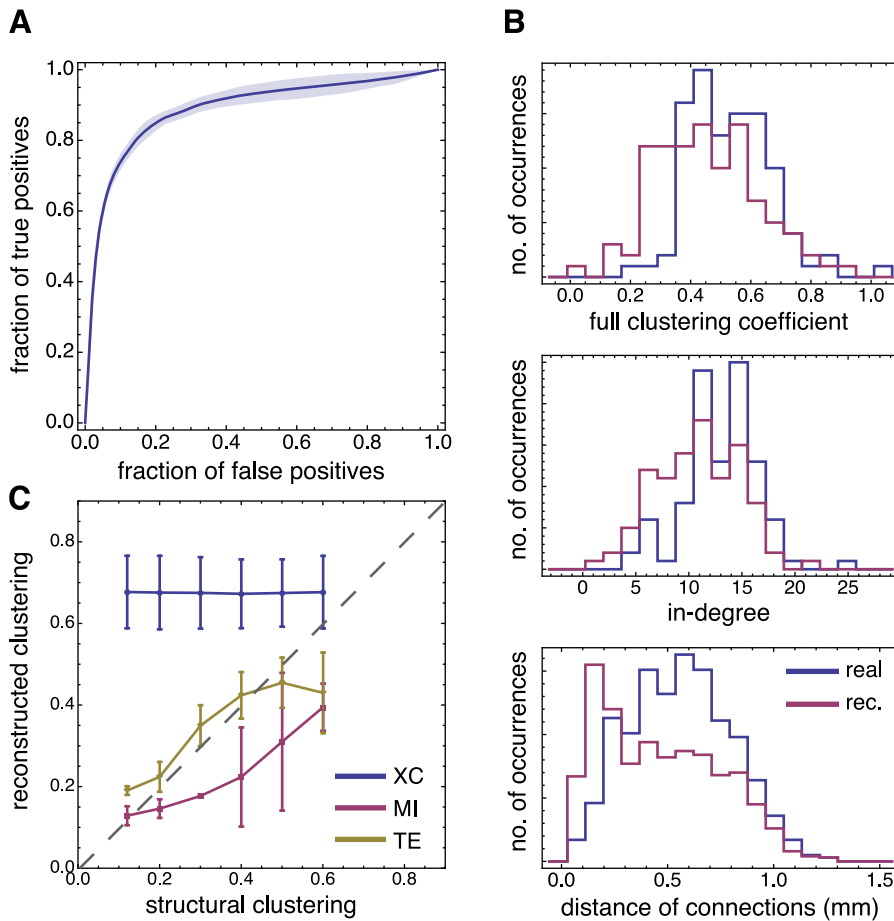 A
1.0
0.8
0.6
0.4
0.2
0.0
0.0 0.2 0.4 0.6 0.8 1.0
fraction of true positives
fraction of false positives
B
no. of occurrences
0.0 0.2 0.4 0.6 0.8 1.0
full clustering coefficient
no. of occurrences
0 5 10 15 20 25
in-degree
no. of occurrences
real
rec.
0.0 0.5 1.0 1.5
distance of connections (mm)
C
reconstructed clustering
0.8
0.6
0.4
0.2
0.0
XC
MI
TE
0.0 0.2 0.4 0.6 0.8
structural clustering